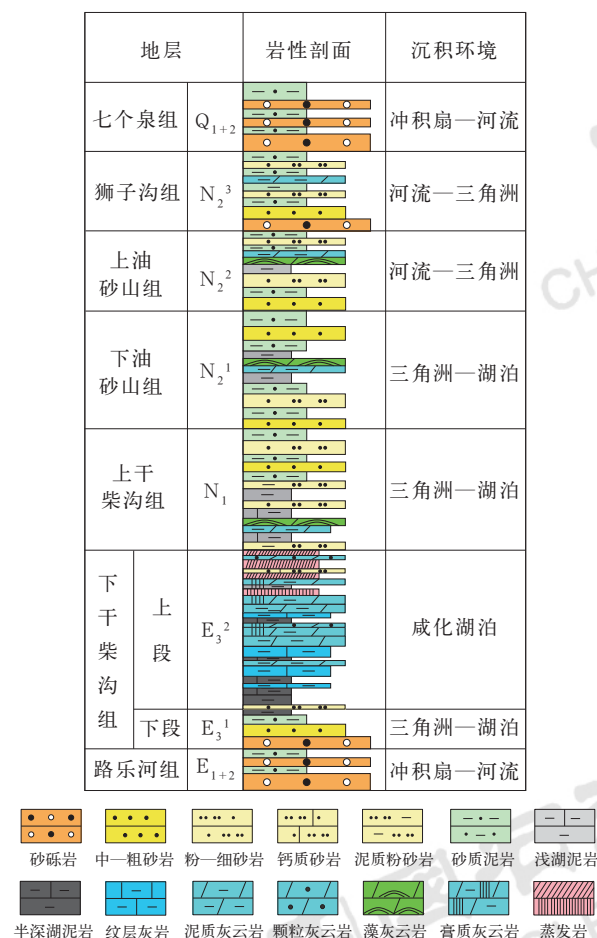 地层 岩性剖面 沉积环境
七个泉组 Q1+2 冲积扇—河流
狮子沟组 N2³ 河流—三角洲
上油
砂山组 N2² 河流—三角洲
下油
砂山组 N2¹ 三角洲—湖泊
上干
柴沟组 N1 三角洲—湖泊
下干柴沟组 上段 E3² 咸化湖泊
下段 E3¹ 三角洲—湖泊
路乐河组 E1+2 冲积扇—河流
砂砾岩 中—粗砂岩 粉—细砂岩 钙质砂岩 泥质粉砂岩 砂质泥岩 浅湖泥岩
半深湖泥岩 纹层灰岩 泥质灰云岩 颗粒灰云岩 藻灰云岩 膏质灰云岩 蒸发岩